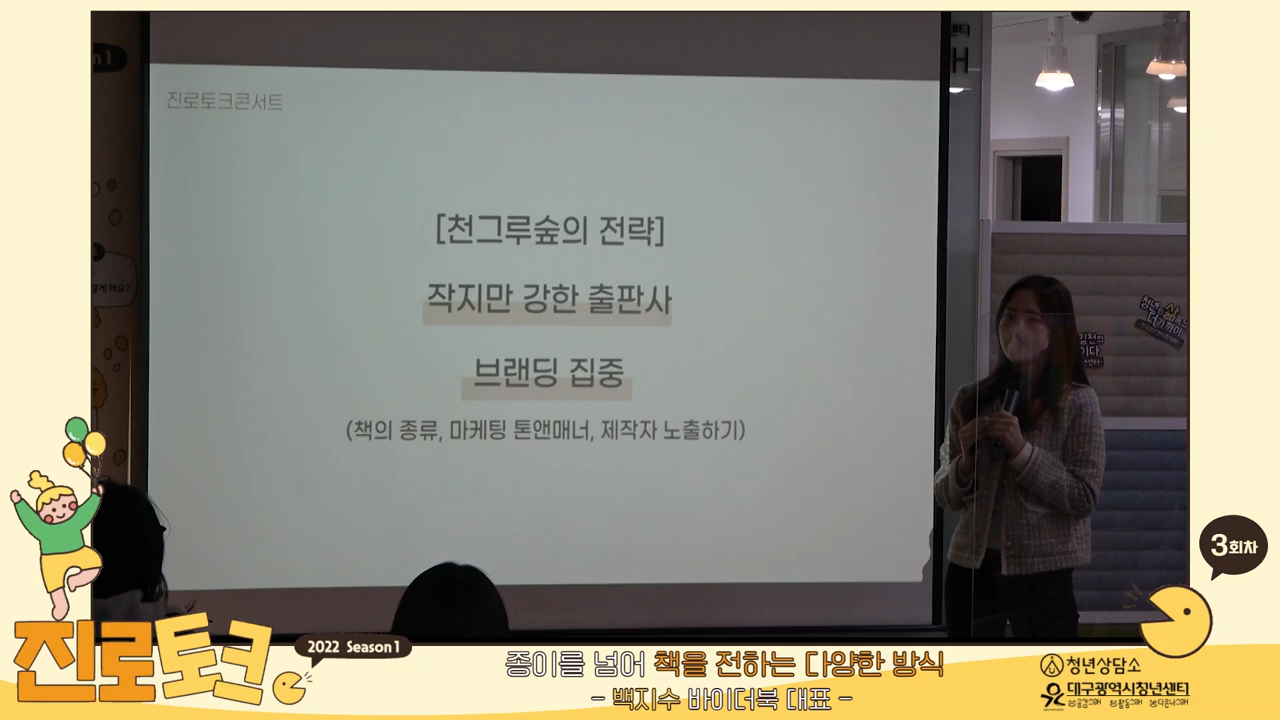 진로토크콘서트
[천그루숲의 전략]
작지만 강한 출판사
브랜딩 집중
(책의 종류, 마케팅 톤앤매너, 제작자 노출하기)
3회차
진로토크
2022 Season1
종이를 넘어 책을 전하는 다양한 방식
- 백지수 바이더북 대표 -
청년상담소
대구광역시청년센터